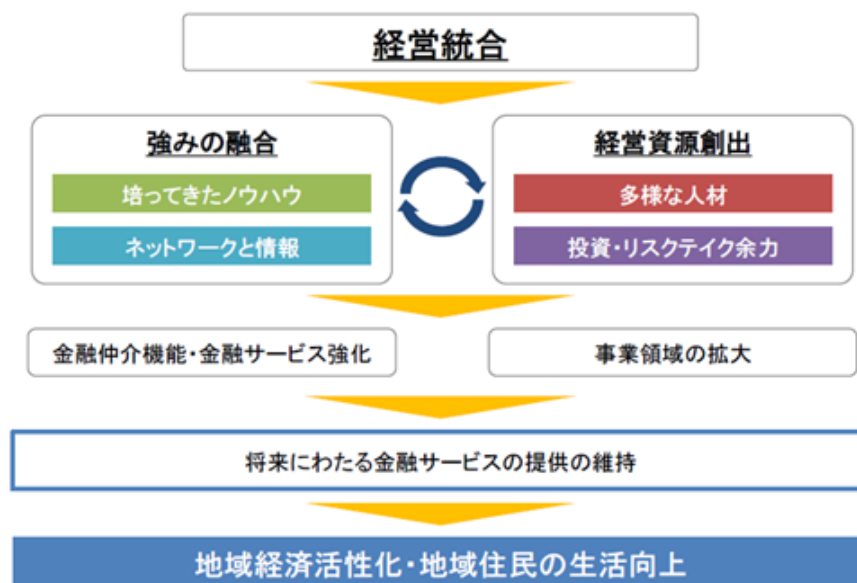 経営統合
強みの融合
培ってきたノウハウ
ネットワークと情報
経営資源創出
多様な人材
投資・リスクテイク余力
金融仲介機能・金融サービス強化
事業領域の拡大
将来にわたる金融サービスの提供の維持
地域経済活性化・地域住民の生活向上